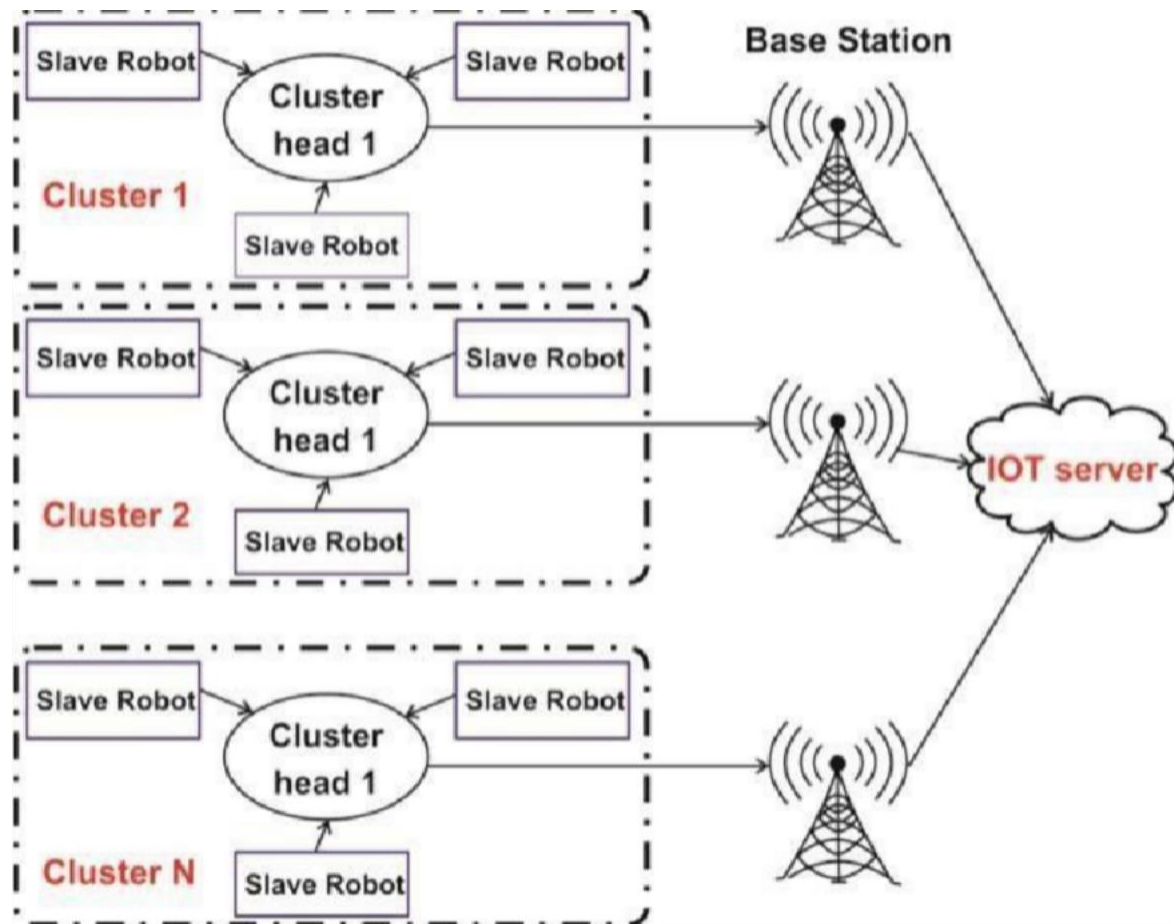 Slave Robot
Slave Robot
Base Station
Cluster
head 1
Cluster 1
Slave Robot
Slave Robot
Slave Robot
Cluster
head 1
IOT server
Cluster 2
Slave Robot
Slave Robot
Slave Robot
Cluster
head 1
Cluster N
Slave Robot